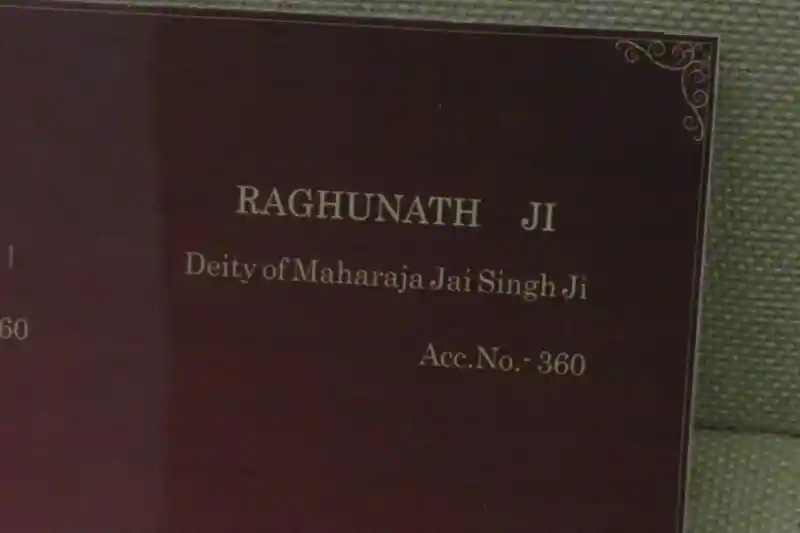 RAGHUNATH JI
Deity of Maharaja Jai Singh Ji
60
Acc.No.- 360